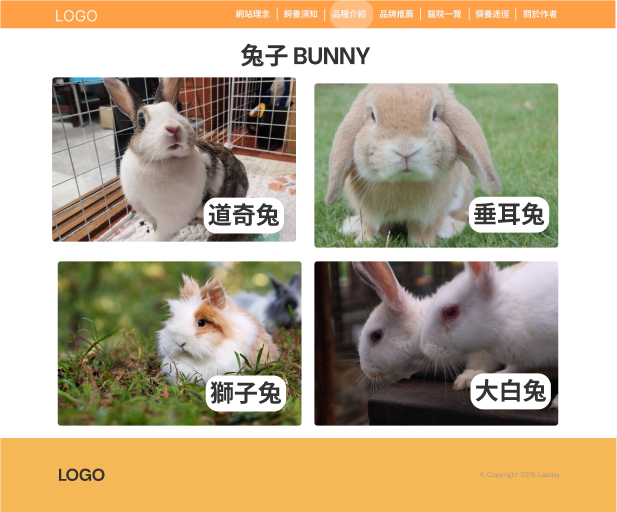 LOGO 網站理念 | 飼養須知 | 品種介紹 品牌推薦 | 醫院一覽 | 領養途徑 | 關於作者
兔子 BUNNY
道奇兔
垂耳兔
獅子兔
大白兔
LOGO
© Copyright 2019,